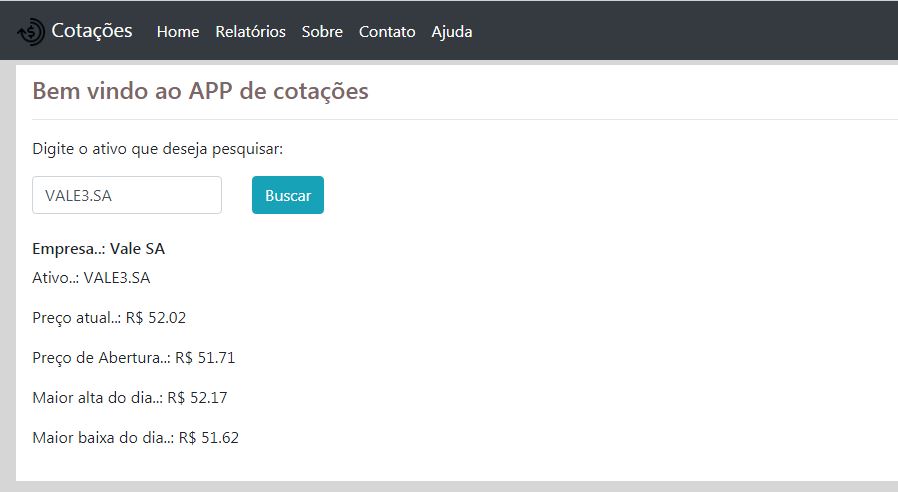 Cotações Home Relatórios Sobre Contato Ajuda
Bem vindo ao APP de cotações
Digite o ativo que deseja pesquisar:
VALE3.SA Buscar
Empresa..: Vale SA
Ativo..: VALE3.SA
Preço atual..: R$ 52.02
Preço de Abertura..: R$ 51.71
Maior alta do dia..: R$ 52.17
Maior baixa do dia..: R$ 51.62